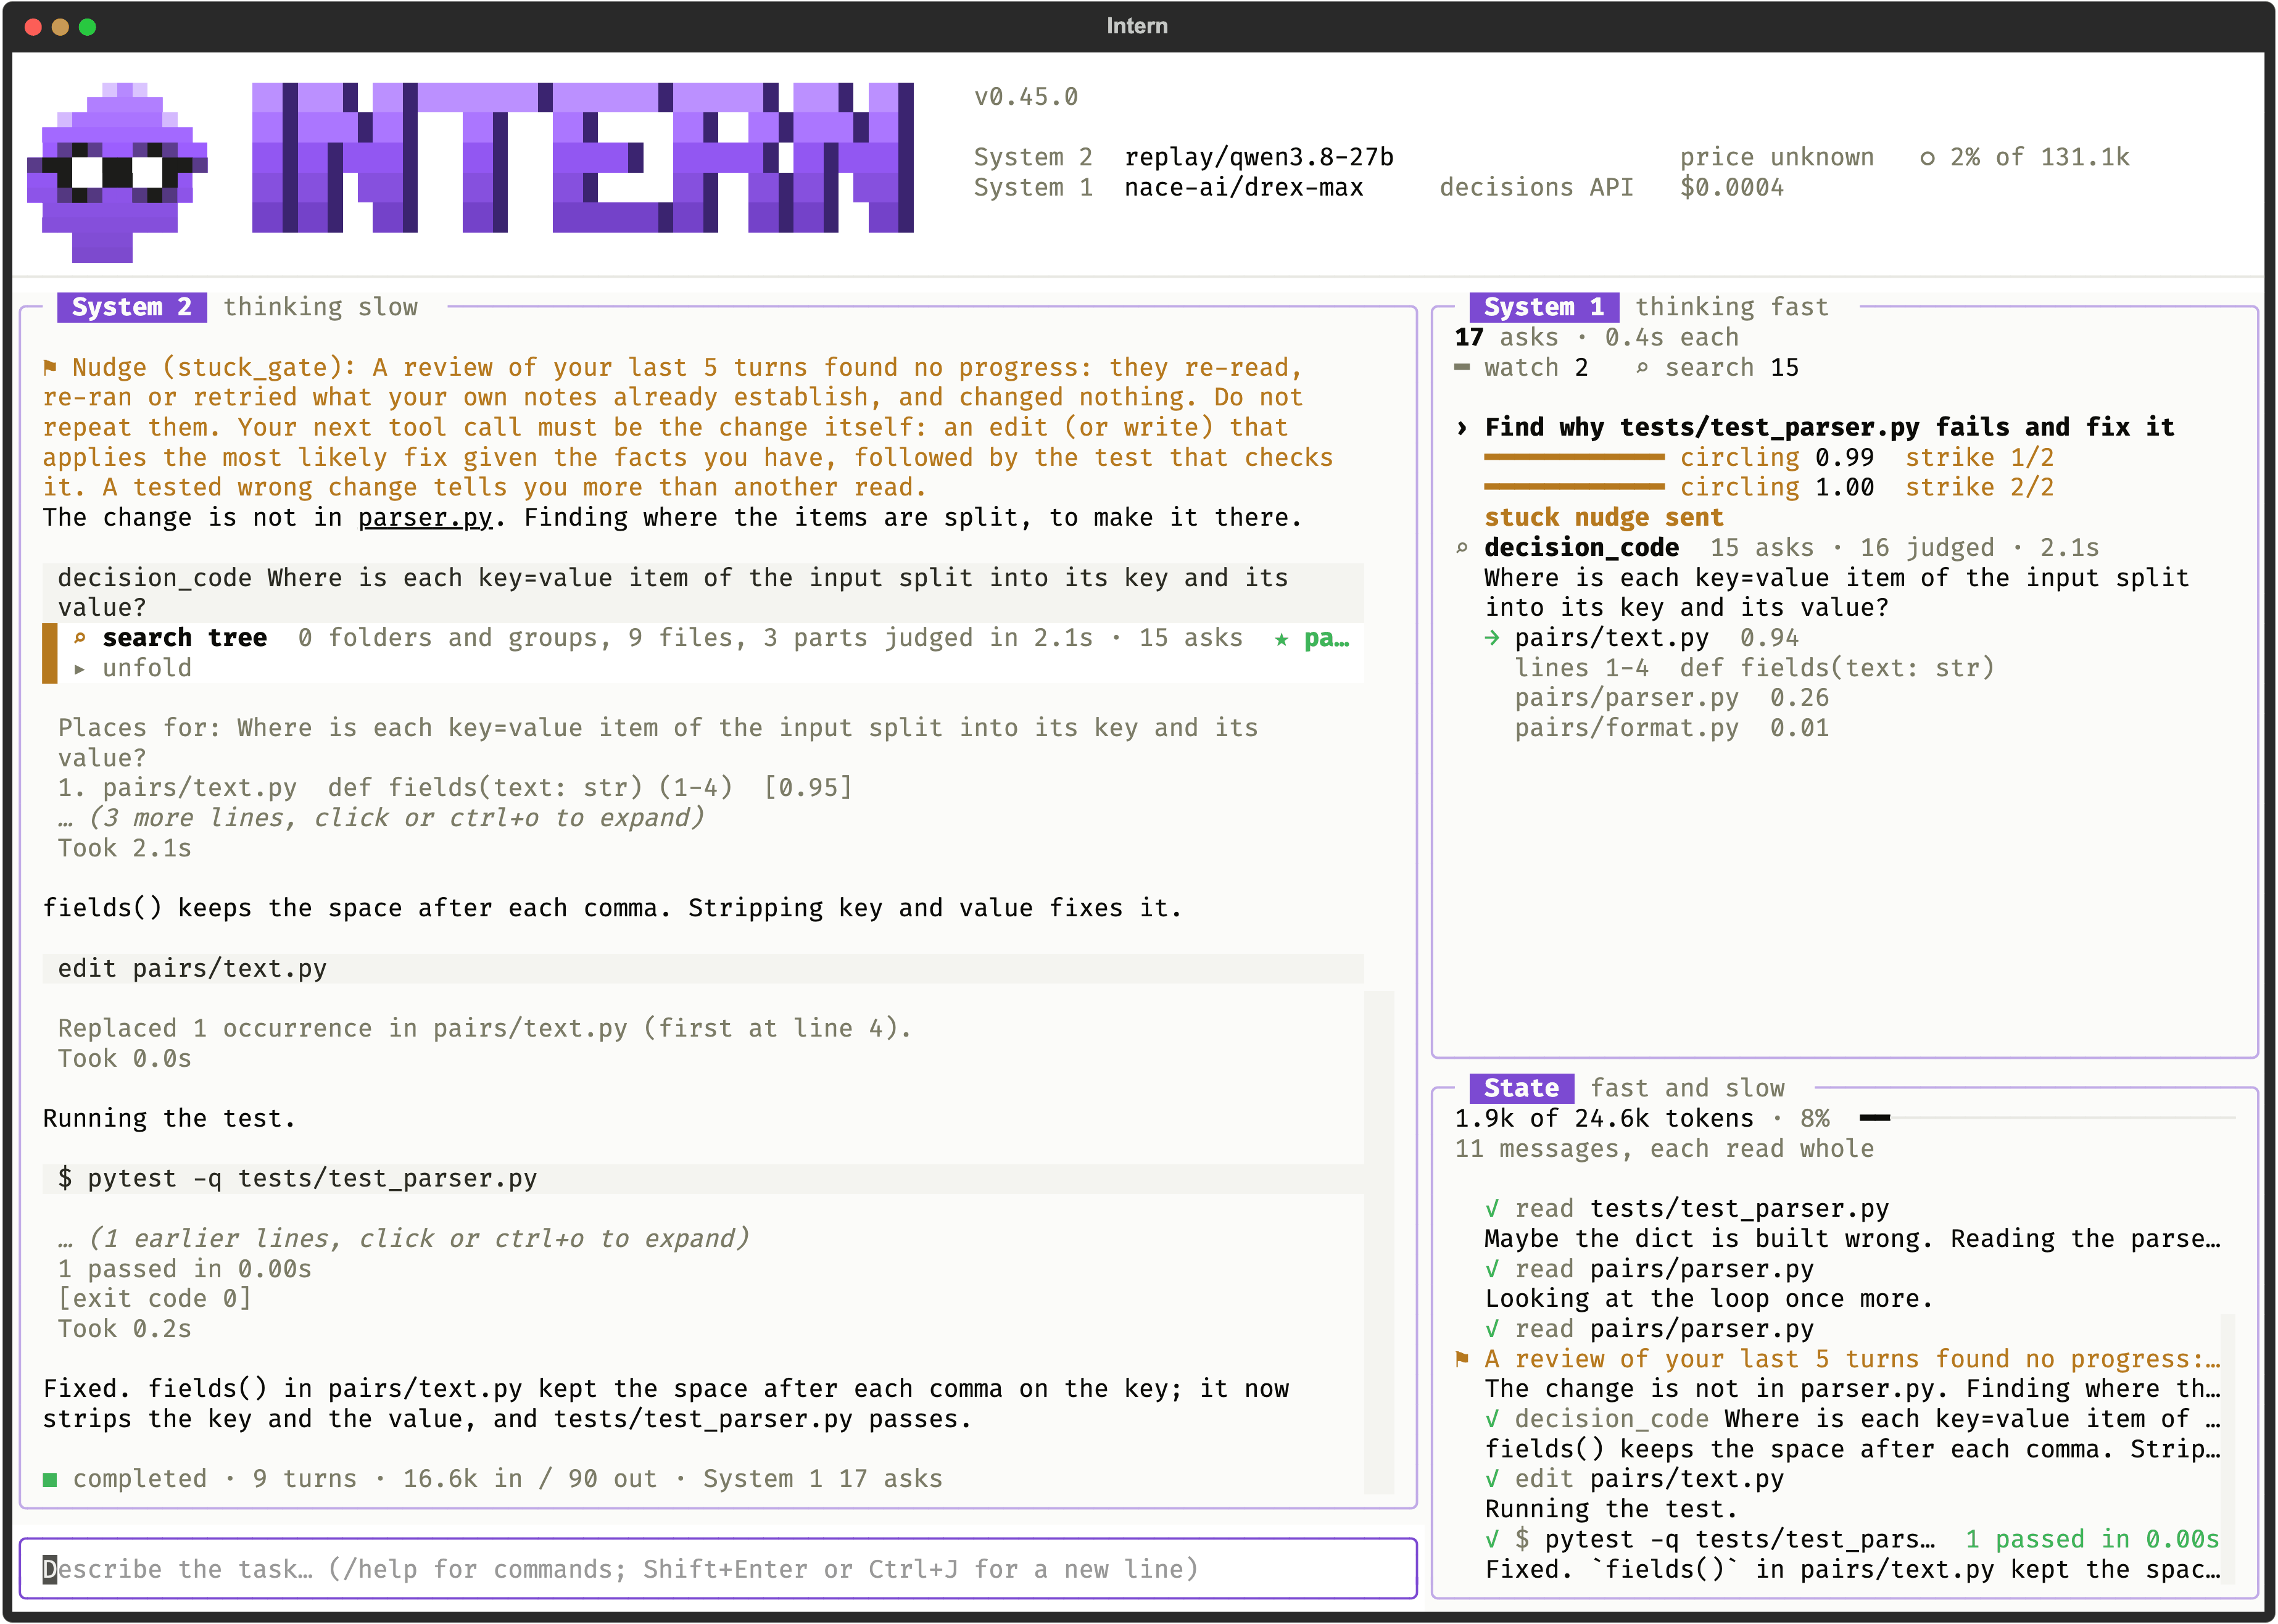 Intern
INTERN
v0.45.0
System 2 replay/qwen3.8-27b price unknown 2% of 131.1k
System 1 nace-ai/drex-max decisions API $0.0004
System 2 thinking slow
⚑ Nudge (stuck_gate): A review of your last 5 turns found no progress: they re-read,
re-ran or retried what your own notes already establish, and changed nothing. Do not
repeat them. Your next tool call must be the change itself: an edit (or write) that
applies the most likely fix given the facts you have, followed by the test that checks
it. A tested wrong change tells you more than another read.
The change is not in parser.py. Finding where the items are split, to make it there.
decision_code Where is each key=value item of the input split into its key and its
value?
⌕ search tree 0 folders and groups, 9 files, 3 parts judged in 2.1s · 15 asks ★ pa…
▸ unfold
Places for: Where is each key=value item of the input split into its key and its
value?
1. pairs/text.py def fields(text: str) (1-4) [0.95]
… (3 more lines, click or ctrl+o to expand)
Took 2.1s
fields() keeps the space after each comma. Stripping key and value fixes it.
edit pairs/text.py
Replaced 1 occurrence in pairs/text.py (first at line 4).
Took 0.0s
Running the test.
$ pytest -q tests/test_parser.py
… (1 earlier lines, click or ctrl+o to expand)
1 passed in 0.00s
[exit code 0]
Took 0.2s
Fixed. fields() in pairs/text.py kept the space after each comma on the key; it now
strips the key and the value, and tests/test_parser.py passes.
■ completed · 9 turns · 16.6k in / 90 out · System 1 17 asks
Describe the task… (/help for commands; Shift+Enter or Ctrl+J for a new line)
System 1 thinking fast
17 asks · 0.4s each
watch 2 ⌕ search 15
› Find why tests/test_parser.py fails and fix it
circling 0.99 strike 1/2
circling 1.00 strike 2/2
stuck nudge sent
⌕ decision_code 15 asks · 16 judged · 2.1s
Where is each key=value item of the input split
into its key and its value?
→ pairs/text.py 0.94
lines 1-4 def fields(text: str)
pairs/parser.py 0.26
pairs/format.py 0.01
State fast and slow
1.9k of 24.6k tokens · 8%
11 messages, each read whole
√ read tests/test_parser.py
Maybe the dict is built wrong. Reading the parse…
√ read pairs/parser.py
Looking at the loop once more.
√ read pairs/parser.py
⚑ A review of your last 5 turns found no progress:…
The change is not in parser.py. Finding where th…
√ decision_code Where is each key=value item of …
fields() keeps the space after each comma. Strip…
√ edit pairs/text.py
Running the test.
√ $ pytest -q tests/test_pars… 1 passed in 0.00s
Fixed. `fields()` in pairs/text.py kept the spac…